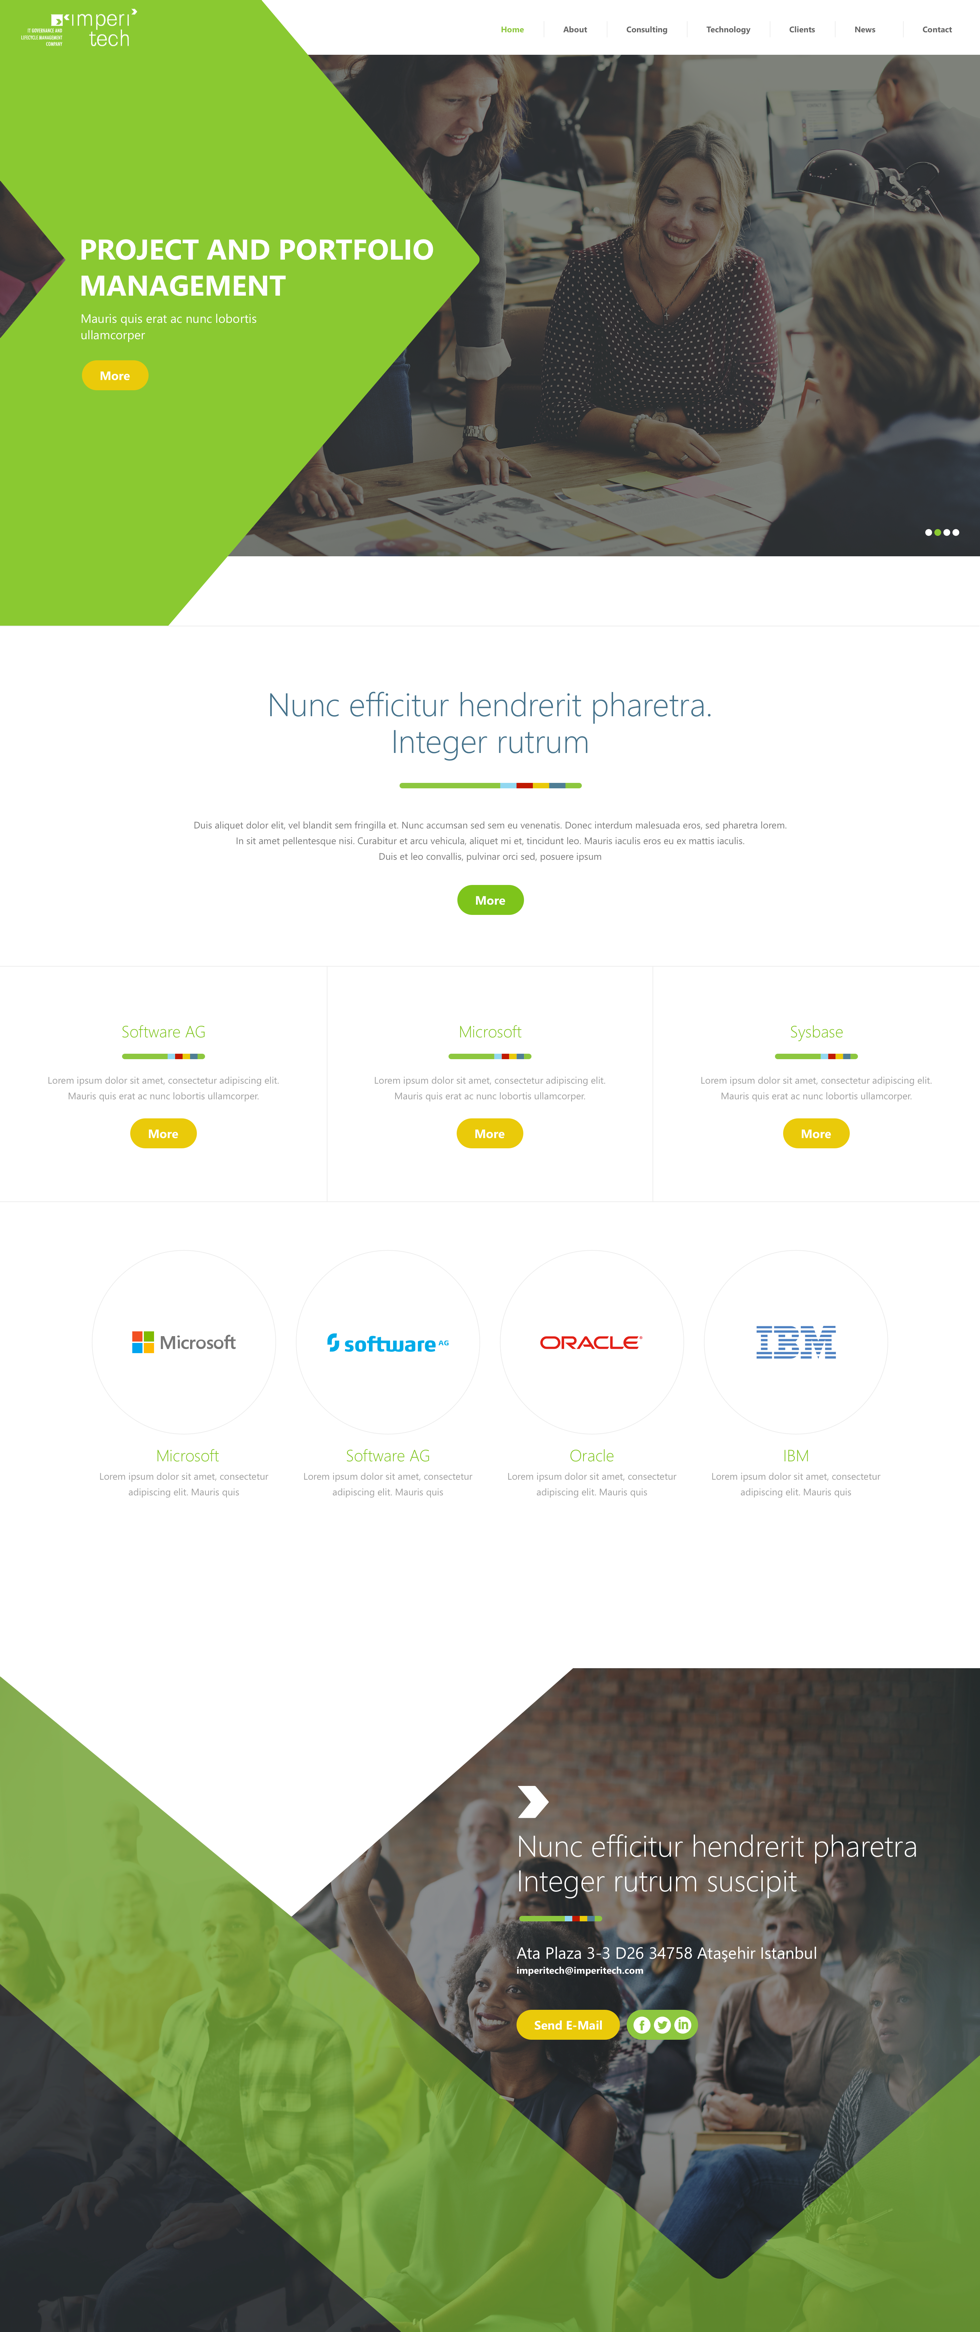 imperi
tech
IT GOVERNANCE AND
LIFECYCLE MANAGEMENT
COMPANY
Home
About
Consulting
Technology
Clients
News
Contact
PROJECT AND PORTFOLIO
MANAGEMENT
Mauris quis erat ac nunc lobortis
ullamcorper
More
Nunc efficitur hendrerit pharetra.
Integer rutrum
Duis aliquet dolor elit, vel blandit sem fringilla et. Nunc accumsan sed sem eu venenatis. Donec interdum malesuada eros, sed pharetra lorem.
In sit amet pellentesque nisi. Curabitur et arcu vehicula, aliquet mi et, tincidunt leo. Mauris iaculis eros eu ex mattis iaculis.
Duis et leo convallis, pulvinar orci sed, posuere ipsum
More
Software AG
Lorem ipsum dolor sit amet, consectetur adipiscing elit.
Mauris quis erat ac nunc lobortis ullamcorper.
More
Microsoft
Lorem ipsum dolor sit amet, consectetur adipiscing elit.
Mauris quis erat ac nunc lobortis ullamcorper.
More
Sysbase
Lorem ipsum dolor sit amet, consectetur adipiscing elit.
Mauris quis erat ac nunc lobortis ullamcorper.
More
Microsoft
Microsoft
Lorem ipsum dolor sit amet, consectetur
adipiscing elit. Mauris quis
software AG
Software AG
Lorem ipsum dolor sit amet, consectetur
adipiscing elit. Mauris quis
ORACLE®
Oracle
Lorem ipsum dolor sit amet, consectetur
adipiscing elit. Mauris quis
IBM
IBM
Lorem ipsum dolor sit amet, consectetur
adipiscing elit. Mauris quis
Nunc efficitur hendrerit pharetra
Integer rutrum suscipit
Ata Plaza 3-3 D26 34758 Ataşehir Istanbul
imperitech@imperitech.com
Send E-Mail